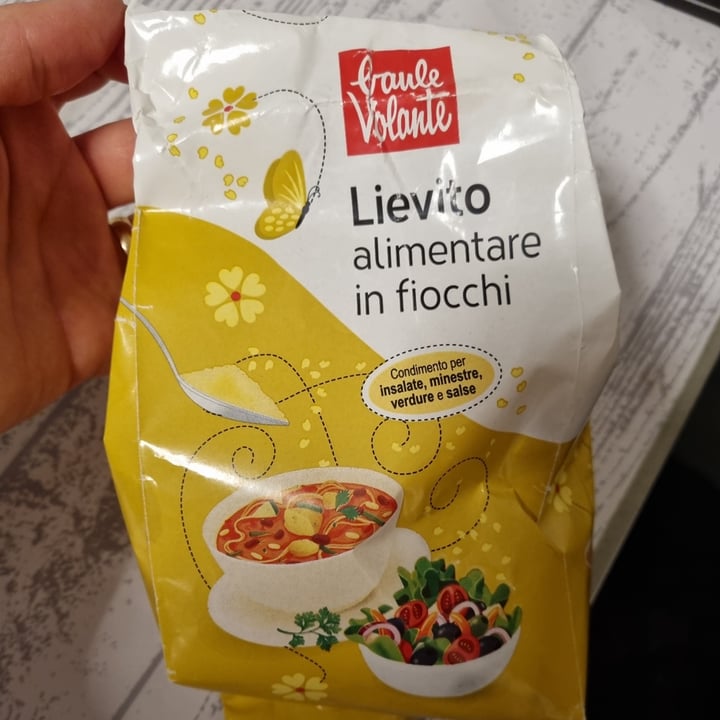 baule
Volante
Lievito
alimentare
in fiocchi
Condimento per
insalate, minestre,
verdure e salse